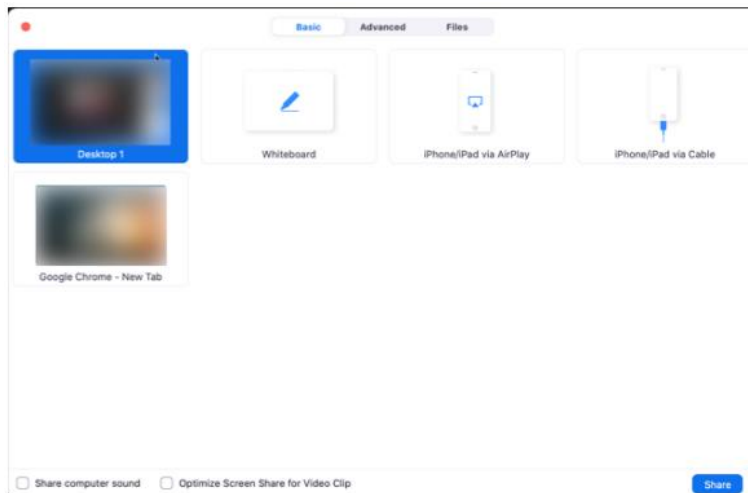 Basic Advanced Files
Desktop 1 Whiteboard iPhone/iPad via AirPlay iPhone/iPad via Cable
Google Chrome - New Tab
Share computer sound Optimize Screen Share for Video Clip Share